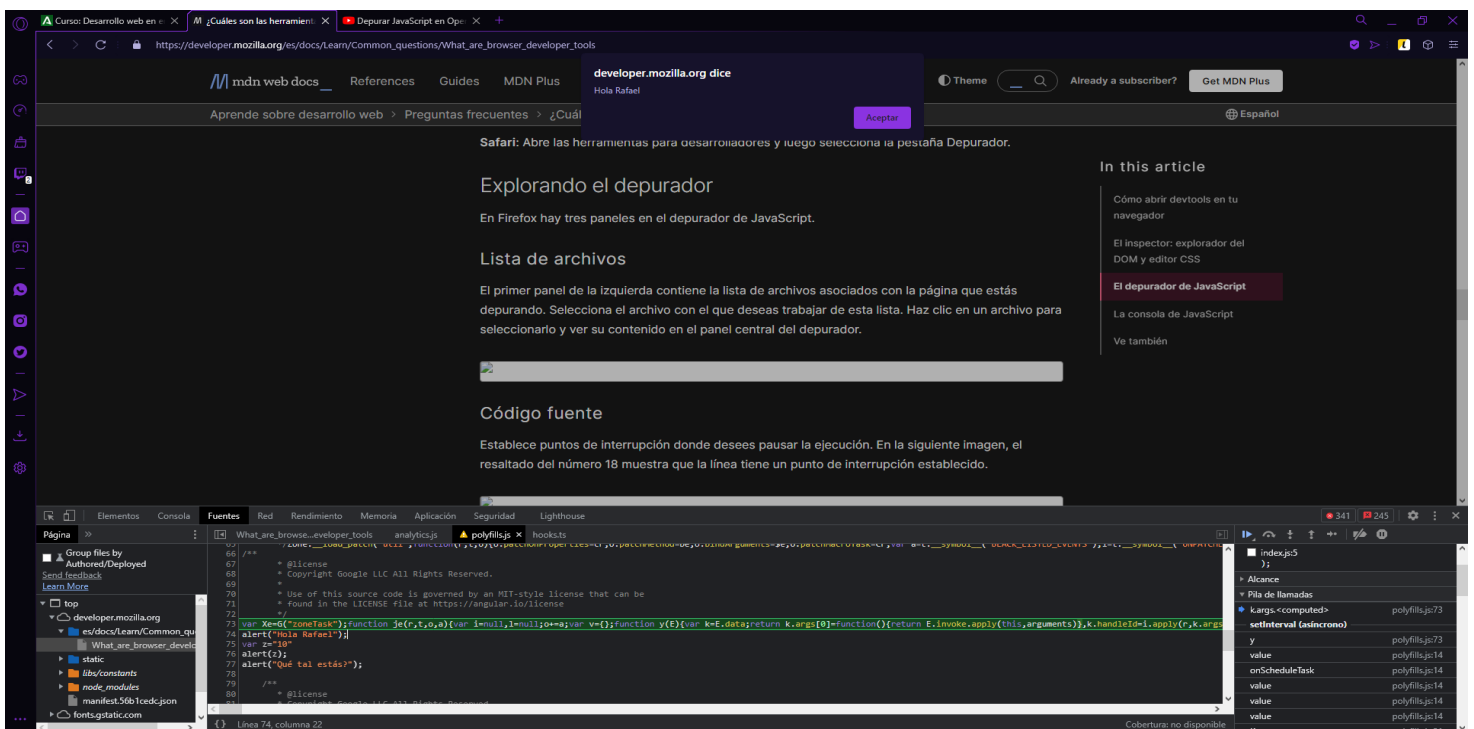 Curso: Desarrollo web en e
¿Cuáles son las herramient
Depurar JavaScript en Ope
https://developer.mozilla.org/es/docs/Learn/Common_questions/What_are_browser_developer_tools
mdn web docs_ References Guides MDN Plus
Theme
Already a subscriber?
Get MDN Plus
developer.mozilla.org dice
Hola Rafael
Aceptar
Aprende sobre desarrollo web > Preguntas frecuentes > ¿Cuál
Español
Safari: Abre las herramientas para desarrolladores y luego selecciona la pestaña Depurador.
Explorando el depurador
En Firefox hay tres paneles en el depurador de JavaScript.
Lista de archivos
El primer panel de la izquierda contiene la lista de archivos asociados con la página que estás
depurando. Selecciona el archivo con el que deseas trabajar de esta lista. Haz clic en un archivo para
seleccionarlo y ver su contenido en el panel central del depurador.
Código fuente
Establece puntos de interrupción donde desees pausar la ejecución. En la siguiente imagen, el
resaltado del número 18 muestra que la línea tiene un punto de interrupción establecido.
In this article
Cómo abrir devtools en tu
navegador
El inspector: explorador del
DOM y editor CSS
El depurador de JavaScript
La consola de JavaScript
Ve también
Elementos Consola Fuentes Red Rendimiento Memoria Aplicación Seguridad Lighthouse
341 245
Página »
Group files by
Authored/Deployed
Send feedback
Learn More
top
developer.mozilla.org
es/docs/Learn/Common_qu
What_are_browser_develo
static
libs/constants
node_modules
manifest.56b1cedc.json
fonts.gstatic.com
What_are_browse...eveloper_tools analytics.js polyfills.js × hooks.ts
66 /**
67 * @license
68 * Copyright Google LLC All Rights Reserved.
69 *
70 * Use of this source code is governed by an MIT-style license that can be
71 * found in the LICENSE file at https://angular.io/license
72 */
73 var Xe=G("zoneTask");function je(r,t,o,a){var i=null,l=null;o+=a;var v={};function y(E){var k=E.data;return k.args[0]=function(){return E.invoke.apply(this,arguments)},k.handleId=i.apply(r,k.args
74 alert("Hola Rafael");
75 var z="10"
76 alert(z);
77 alert("Qué tal estás?");
78
79 /**
80 * @license
{} Línea 74, columna 22
Cobertura: no disponible
index.js:5
);
Alcance
Pila de llamadas
k.args.<computed> polyfills.js:73
setInterval (asíncrono)
y polyfills.js:73
value polyfills.js:14
onScheduleTask polyfills.js:14
value polyfills.js:14
value polyfills.js:14
value polyfills.js:14